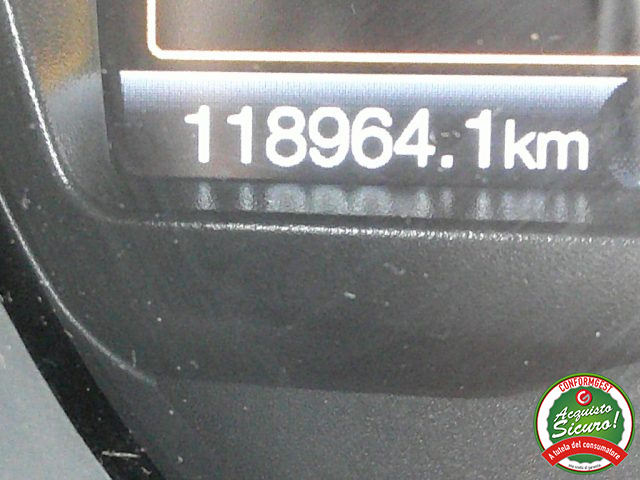 118964.1km
CONFORMGEST
Acquisto
Sicuro!
A tutela del consumatore